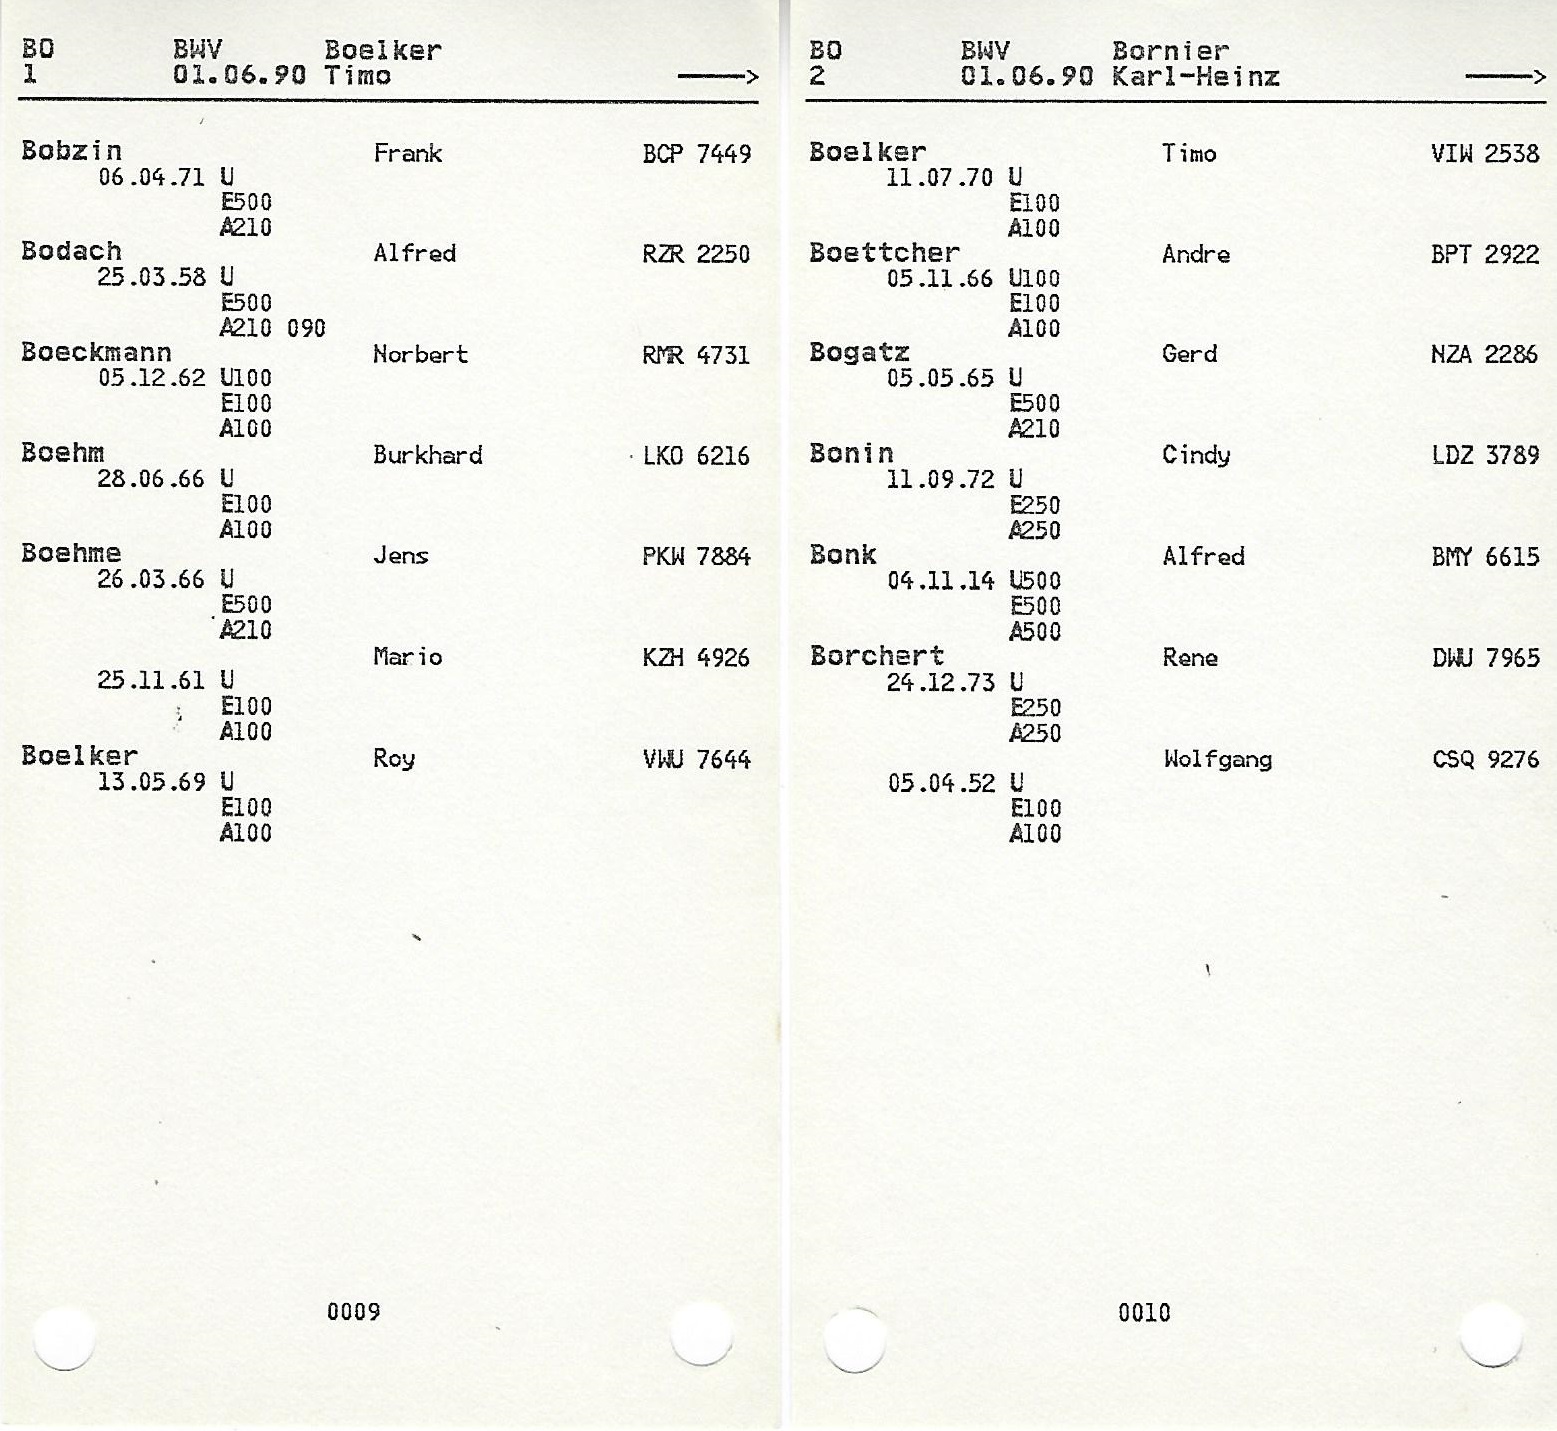 BO BWV Boelker
1 01.06.90 Timo ———>
Bobzin Frank BCP 7449
06.04.71 U
E500
A210
Bodach Alfred RZR 2250
25.03.58 U
E500
A210 090
Boeckmann Norbert RMR 4731
05.12.62 U100
E100
A100
Boehm Burkhard LKO 6216
28.06.66 U
E100
A100
Boehme Jens PKW 7884
26.03.66 U
E500
A210
Mario KZH 4926
25.11.61 U
E100
A100
Boelker Roy VWU 7644
13.05.69 U
E100
A100
0009
BO BWV Bornier
2 01.06.90 Karl-Heinz ———>
Boelker Timo VIW 2538
11.07.70 U
E100
A100
Boettcher Andre BPT 2922
05.11.66 U100
E100
A100
Bogatz Gerd NZA 2286
05.05.65 U
E500
A210
Bonin Cindy LDZ 3789
11.09.72 U
E250
A250
Bonk Alfred BMY 6615
04.11.14 U500
E500
A500
Borchert Rene DWU 7965
24.12.73 U
E250
A250
Wolfgang CSQ 9276
05.04.52 U
E100
A100
0010